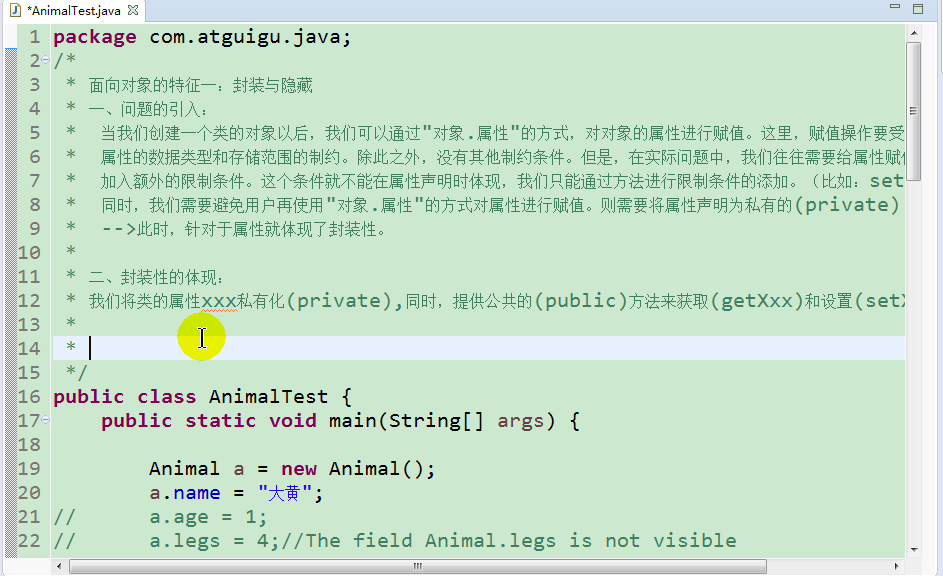 *AnimalTest.java
1 package com.atguigu.java;
2 /*
3  * 面向对象的特征一：封装与隐藏
4  * 一、问题的引入：
5  *  当我们创建一个类的对象以后，我们可以通过"对象.属性"的方式，对对象的属性进行赋值。这里，赋值操作要受
6  *  属性的数据类型和存储范围的制约。除此之外，没有其他制约条件。但是，在实际问题中，我们往往需要给属性赋值
7  *  加入额外的限制条件。这个条件就不能在属性声明时体现，我们只能通过方法进行限制条件的添加。（比如：set
8  *  同时，我们需要避免用户再使用"对象.属性"的方式对属性进行赋值。则需要将属性声明为私有的(private)
9  *  -->此时，针对于属性就体现了封装性。
10  *
11  * 二、封装性的体现：
12  * 我们将类的属性xxx私有化(private),同时，提供公共的(public)方法来获取(getXxx)和设置(setX
13  *
14  *
15  */
16 public class AnimalTest {
17     public static void main(String[] args) {
18
19         Animal a = new Animal();
20         a.name = "大黄";
21 //      a.age = 1;
22 //      a.legs = 4;//The field Animal.legs is not visible